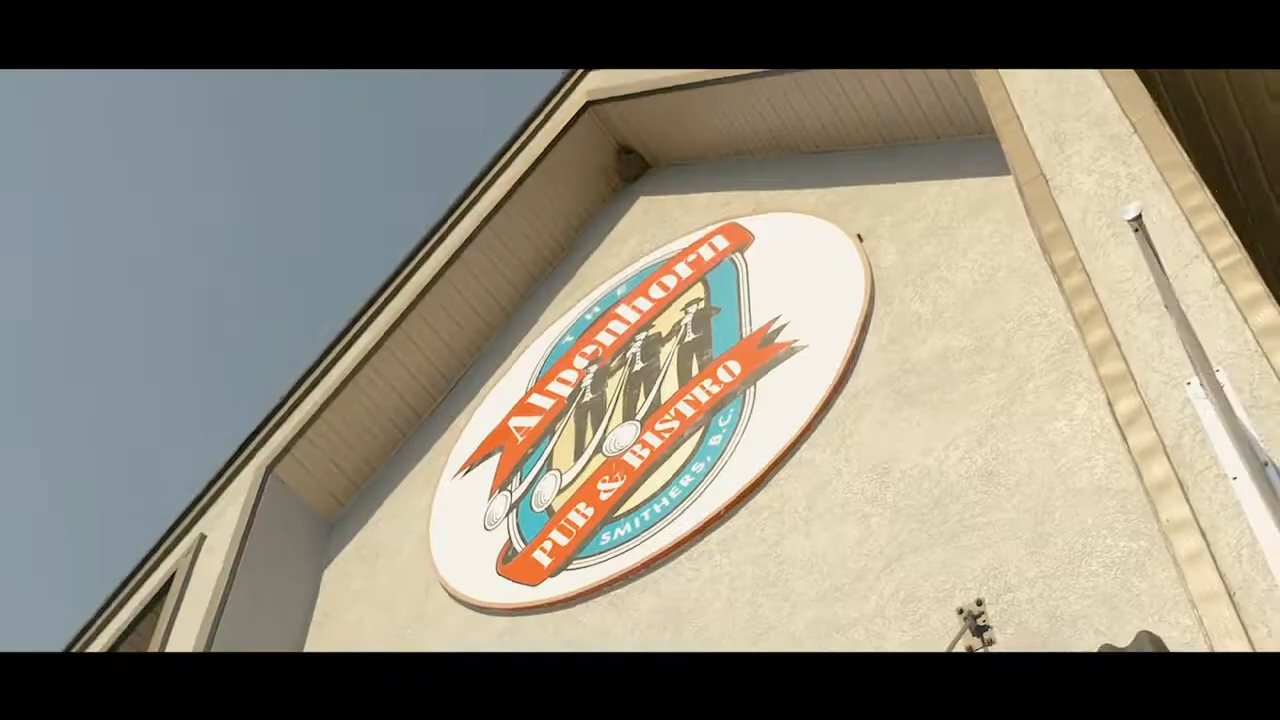 THE
Alpenhorn
PUB & BISTRO
SMITHERS, B.C.